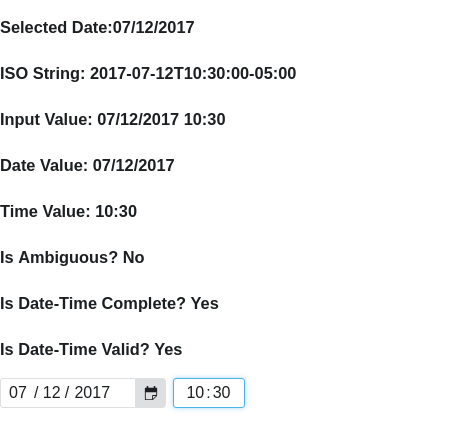 Selected Date:07/12/2017
ISO String: 2017-07-12T10:30:00-05:00
Input Value: 07/12/2017 10:30
Date Value: 07/12/2017
Time Value: 10:30
Is Ambiguous? No
Is Date-Time Complete? Yes
Is Date-Time Valid? Yes
07 / 12 / 2017 10:30